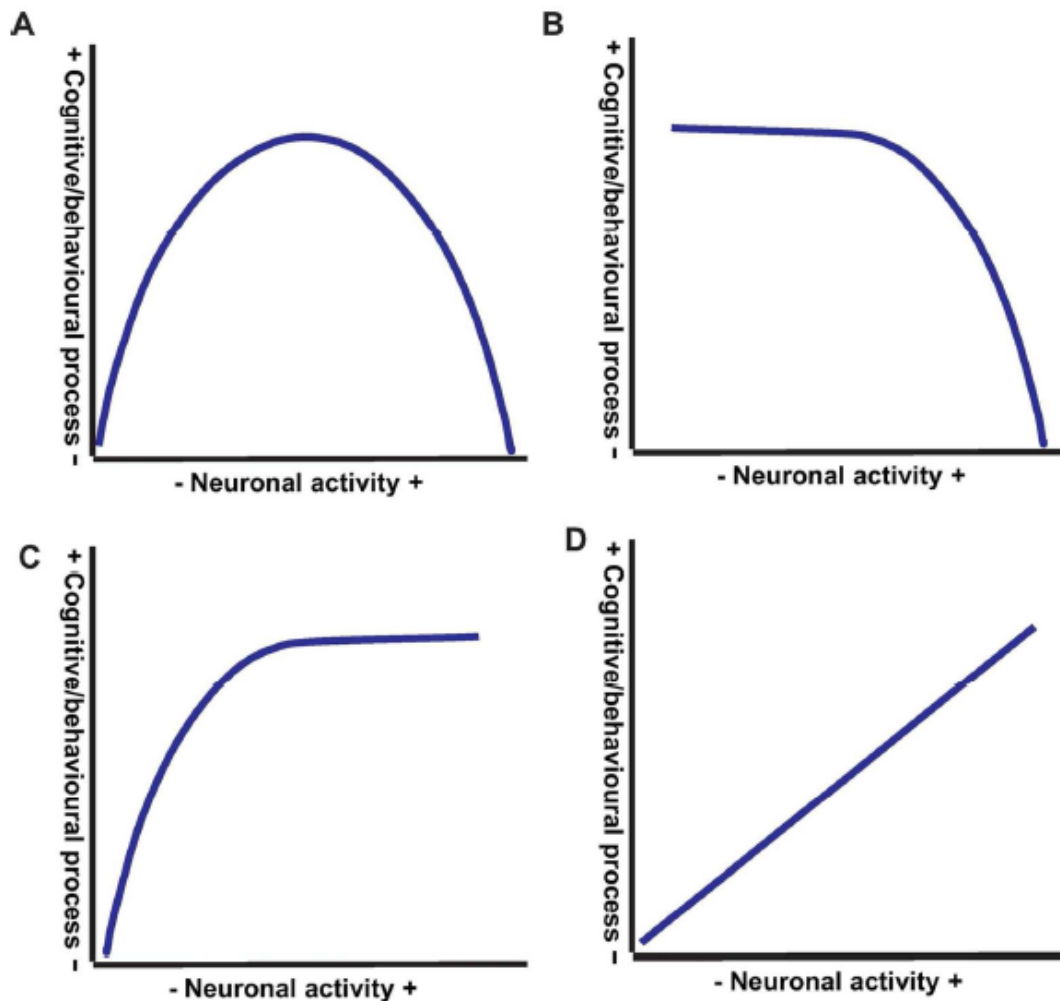 A
+ Cognitive/behavioural process -
- Neuronal activity +
B
+ Cognitive/behavioural process -
- Neuronal activity +
C
+ Cognitive/behavioural process -
- Neuronal activity +
D
+ Cognitive/behavioural process -
- Neuronal activity +